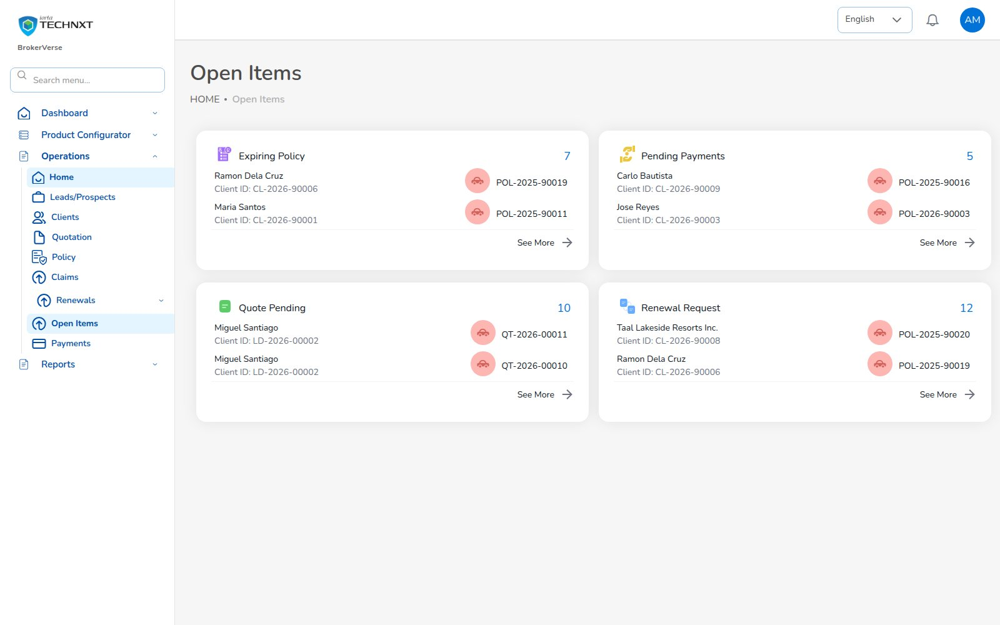 iorta
TECHNXT
BrokerVerse
Search menu...
Dashboard
Product Configurator
Operations
Home
Leads/Prospects
Clients
Quotation
Policy
Claims
Renewals
Open Items
Payments
Reports
English
AM
Open Items
HOME • Open Items
Expiring Policy 7
Ramon Dela Cruz
Client ID: CL-2026-90006
POL-2025-90019
Maria Santos
Client ID: CL-2026-90001
POL-2025-90011
See More
Pending Payments 5
Carlo Bautista
Client ID: CL-2026-90009
POL-2025-90016
Jose Reyes
Client ID: CL-2026-90003
POL-2026-90003
See More
Quote Pending 10
Miguel Santiago
Client ID: LD-2026-00002
QT-2026-00011
Miguel Santiago
Client ID: LD-2026-00002
QT-2026-00010
See More
Renewal Request 12
Taal Lakeside Resorts Inc.
Client ID: CL-2026-90008
POL-2025-90020
Ramon Dela Cruz
Client ID: CL-2026-90006
POL-2025-90019
See More